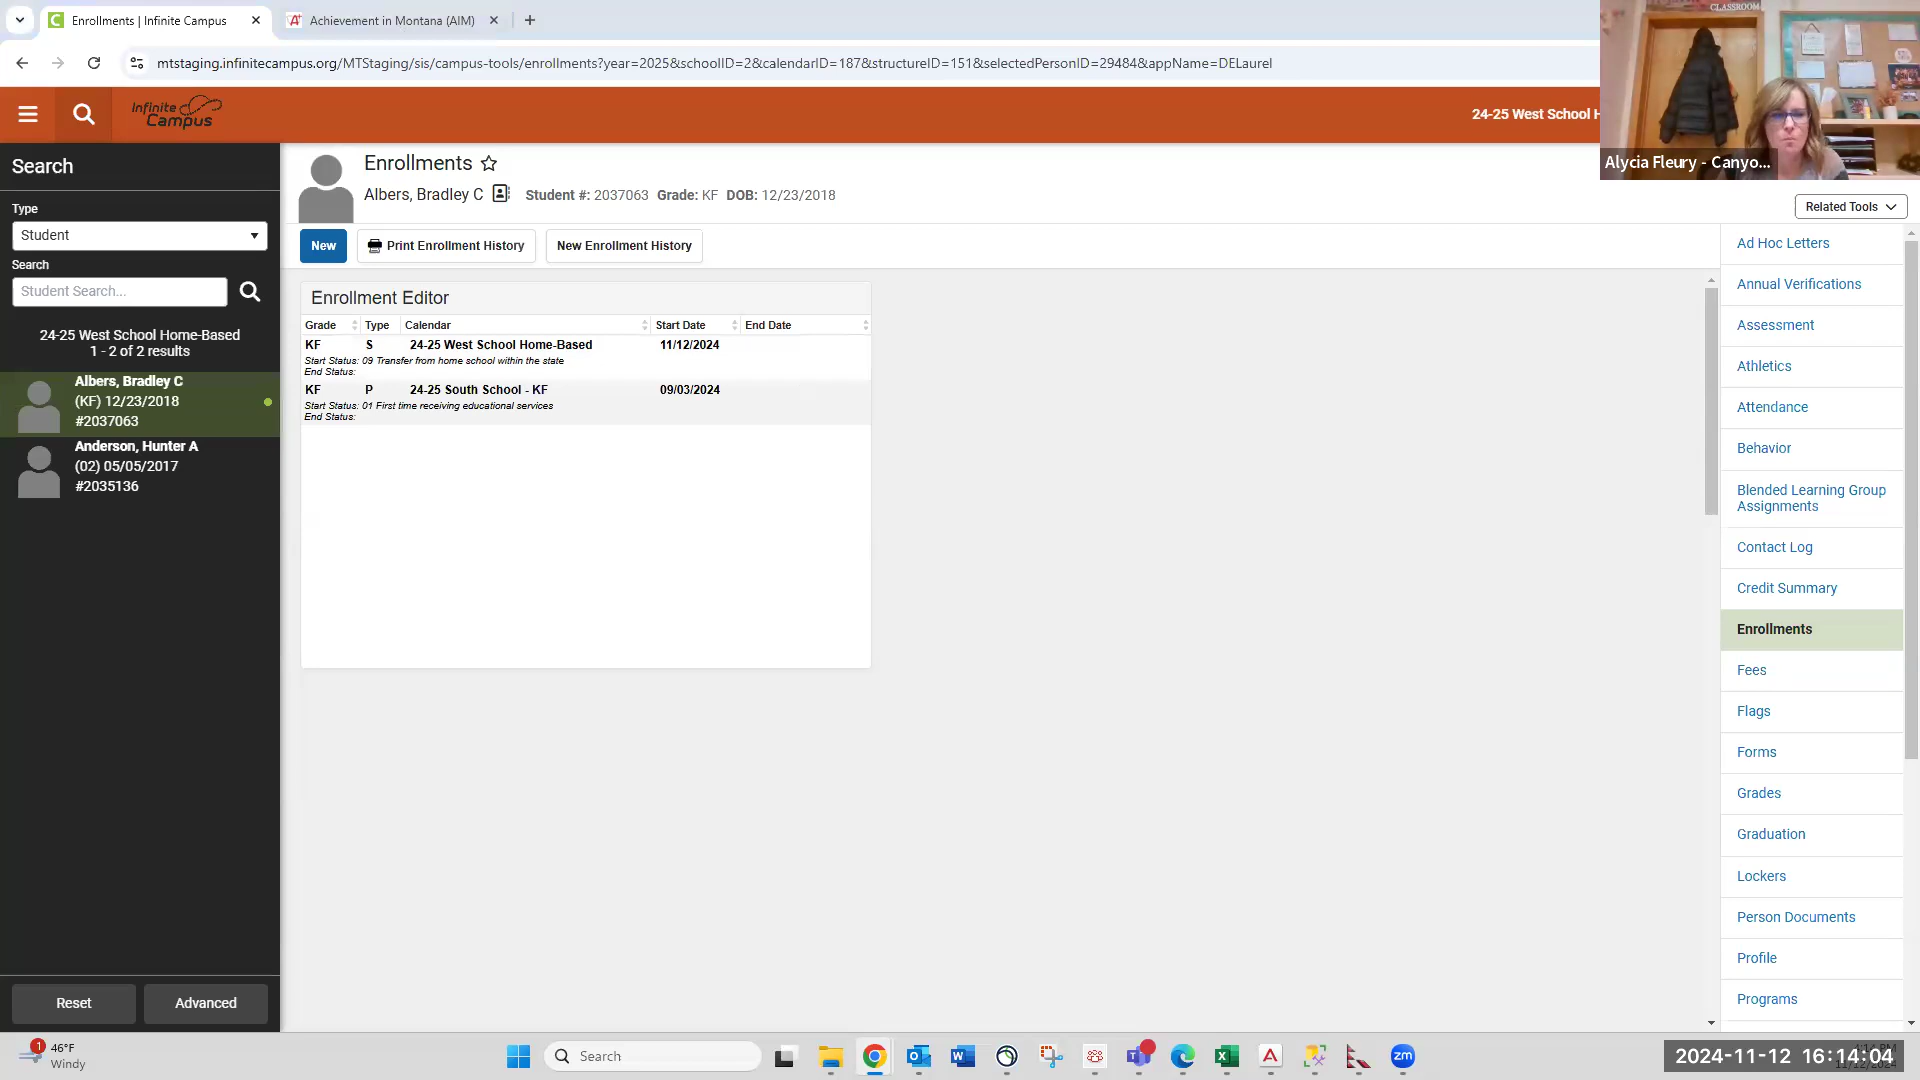 Enrollments | Infinite Campus
Achievement in Montana (AIM)
mtstaging.infinitecampus.org/MTStaging/sis/campus-tools/enrollments?year=2025&schoolID=2&calendarID=187&structureID=151&selectedPersonID=29484&appName=DELaurel
CLASSROOM
Infinite Campus
24-25 West School H
Alycia Fleury - Canyo...
Search
Type
Student
Search
Student Search...
24-25 West School Home-Based
1 - 2 of 2 results
Albers, Bradley C
(KF) 12/23/2018
#2037063
Anderson, Hunter A
(02) 05/05/2017
#2035136
Reset
Advanced
Enrollments
Albers, Bradley C Student #: 2037063 Grade: KF DOB: 12/23/2018
Related Tools
New
Print Enrollment History
New Enrollment History
Enrollment Editor
Grade Type Calendar Start Date End Date
KF S 24-25 West School Home-Based 11/12/2024
Start Status: 09 Transfer from home school within the state
End Status:
KF P 24-25 South School - KF 09/03/2024
Start Status: 01 First time receiving educational services
End Status:
Ad Hoc Letters
Annual Verifications
Assessment
Athletics
Attendance
Behavior
Blended Learning Group
Assignments
Contact Log
Credit Summary
Enrollments
Fees
Flags
Forms
Grades
Graduation
Lockers
Person Documents
Profile
Programs
1
46°F
Windy
Search
zm
2024-11-12 16:14:04